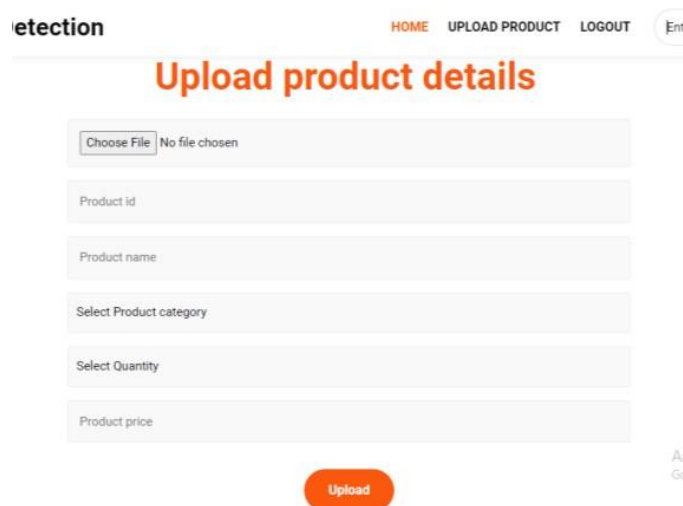 etection HOME UPLOAD PRODUCT LOGOUT Ent
Upload product details
Choose File No file chosen
Product id
Product name
Select Product category
Select Quantity
Product price
Upload